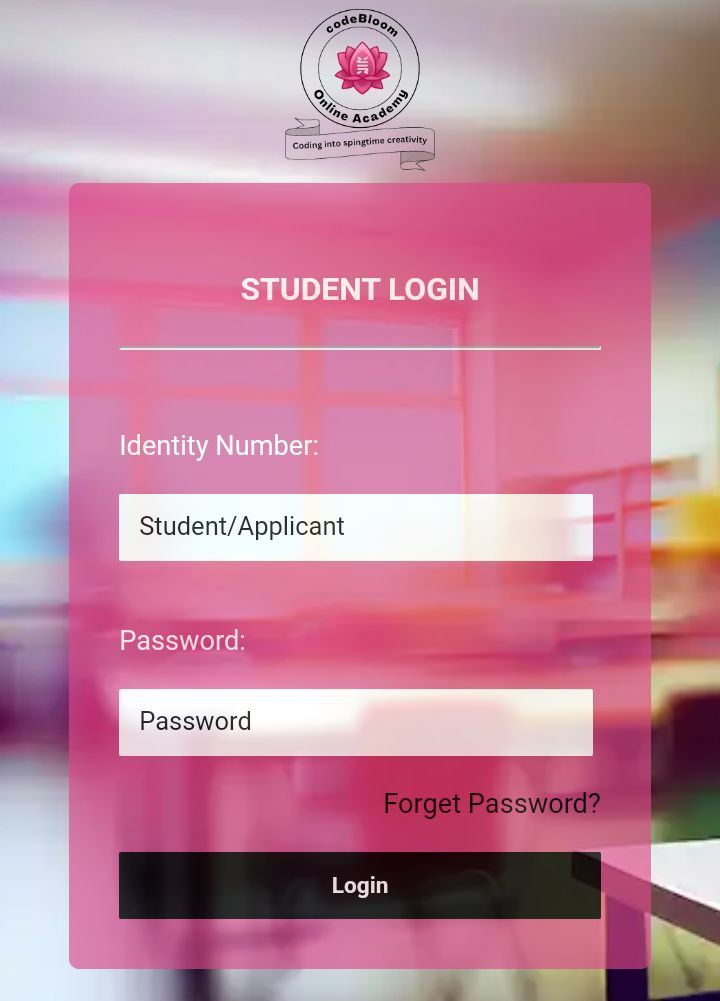 codeBloom
Online Academy
Coding into spingtime creativity
STUDENT LOGIN
Identity Number:
Student/Applicant
Password:
Password
Forget Password?
Login